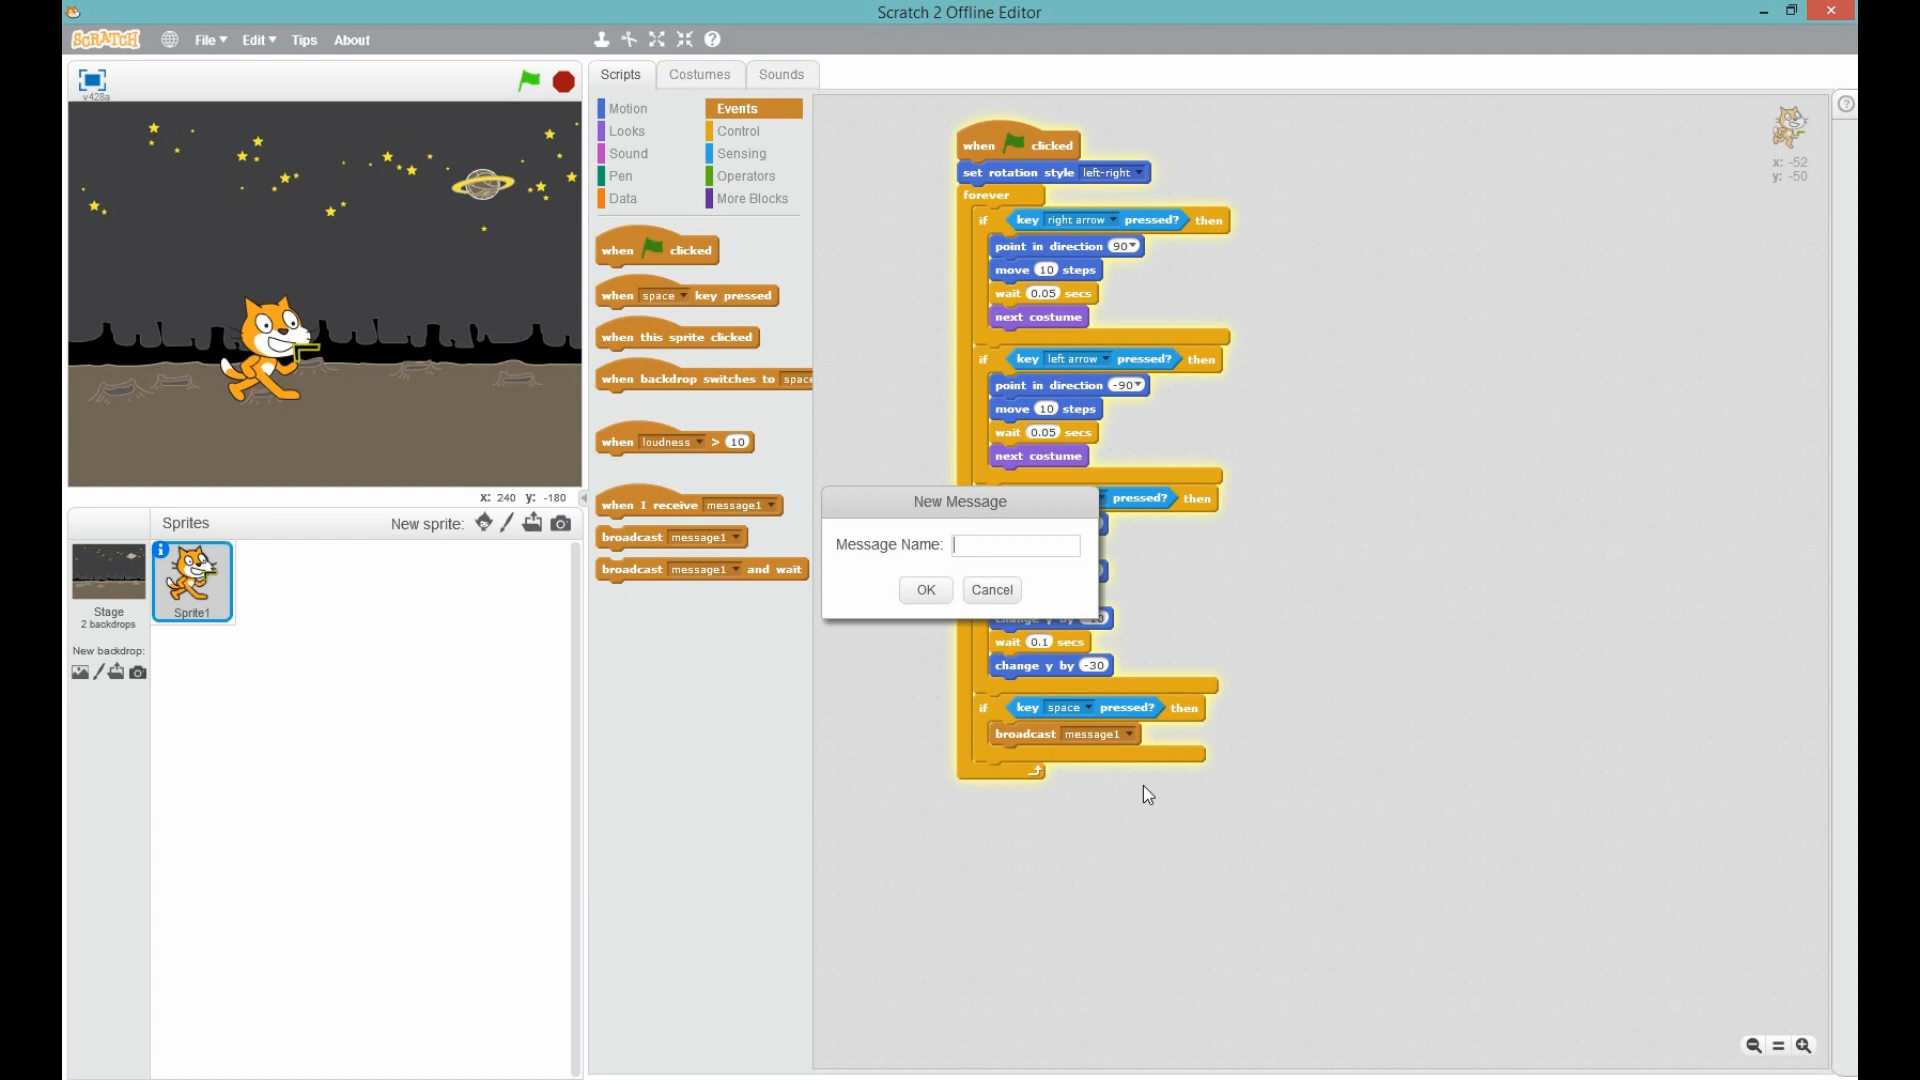 Scratch 2 Offline Editor
SCRATCH File Edit Tips About
v428a
Scripts Costumes Sounds
Motion Events
Looks Control
Sound Sensing
Pen Operators
Data More Blocks
when clicked
when space key pressed
when this sprite clicked
when backdrop switches to space
when loudness > 10
when I receive message1
broadcast message1
broadcast message1 and wait
x: 240 y: -180
Sprites New sprite:
Stage
2 backdrops
New backdrop:
Sprite1
when clicked
set rotation style left-right
forever
if key right arrow pressed? then
point in direction 90
move 10 steps
wait 0.05 secs
next costume
if key left arrow pressed? then
point in direction -90
move 10 steps
wait 0.05 secs
next costume
pressed? then
New Message
Message Name:
OK Cancel
change y by
wait 0.1 secs
change y by -30
if key space pressed? then
broadcast message1
x: -52
y: -50